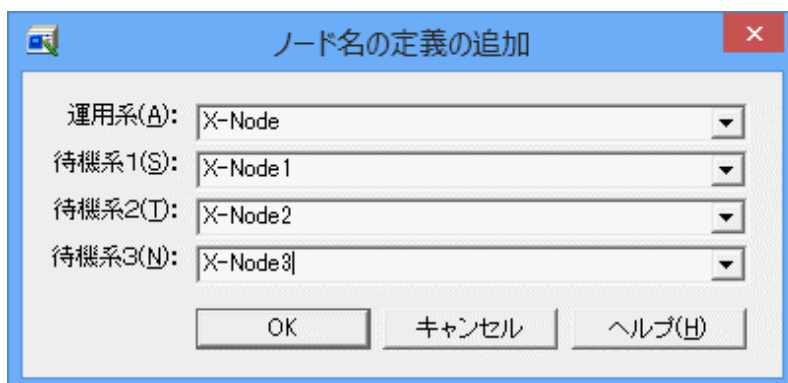 ノード名の定義の追加
運用系(A): X-Node
待機系1(S): X-Node1
待機系2(T): X-Node2
待機系3(N): X-Node3
OK キャンセル ヘルプ(H)